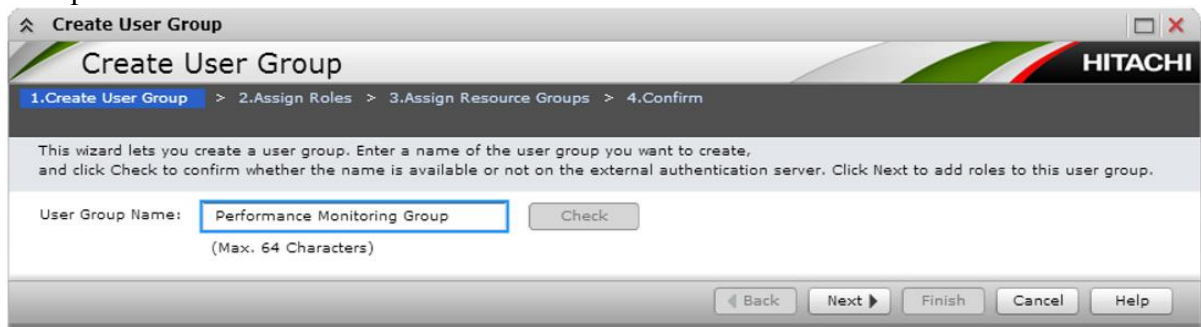 Create User Group
Create User Group
HITACHI
1.Create User Group > 2.Assign Roles > 3.Assign Resource Groups > 4.Confirm
This wizard lets you create a user group. Enter a name of the user group you want to create,
and click Check to confirm whether the name is available or not on the external authentication server. Click Next to add roles to this user group.
User Group Name: Performance Monitoring Group Check
(Max. 64 Characters)
Back Next Finish Cancel Help